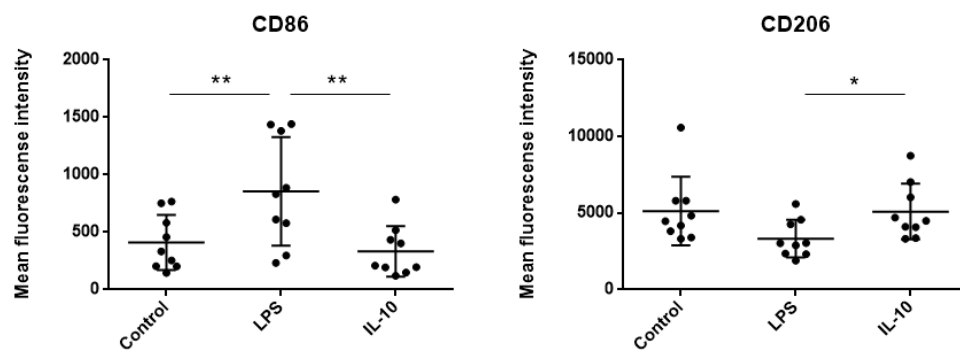 CD86
Mean fluorescense intensity
2000
1500
1000
500
0
**
**
Control
LPS
IL-10
CD206
Mean fluorescense intensity
15000
10000
5000
0
*
Control
LPS
IL-10